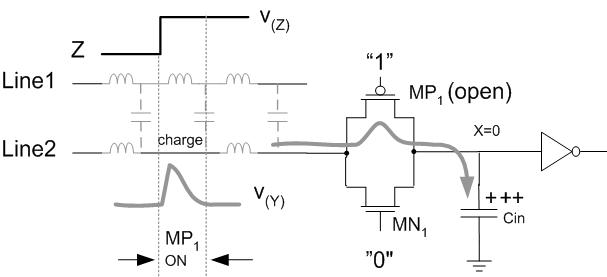 V(Z)
Z
Line1
"1"
MP1 (open)
X=0
charge
Line2
V(Y)
+++
Cin
MN1
MP1
ON
"0"